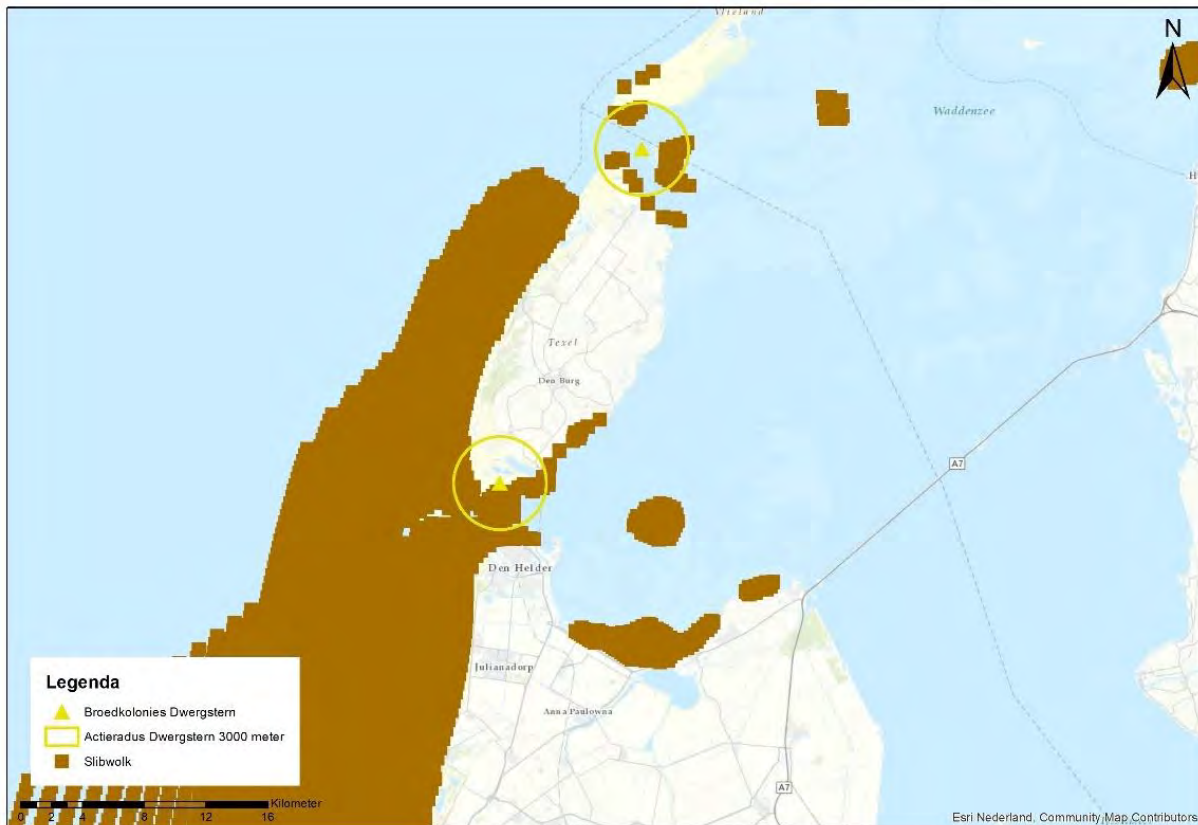 Vlieland
N
Waddenzee
H
Texel
Den Burg
A7
Den Helder
Julianadorp
Anna Paulowna
A7
Legenda
Broedkolonies Dwergstern
Actieradus Dwergstern 3000 meter
Slibwolk
Kilometer
0 2 4 8 12 16
Esri Nederland, Community Map Contributors